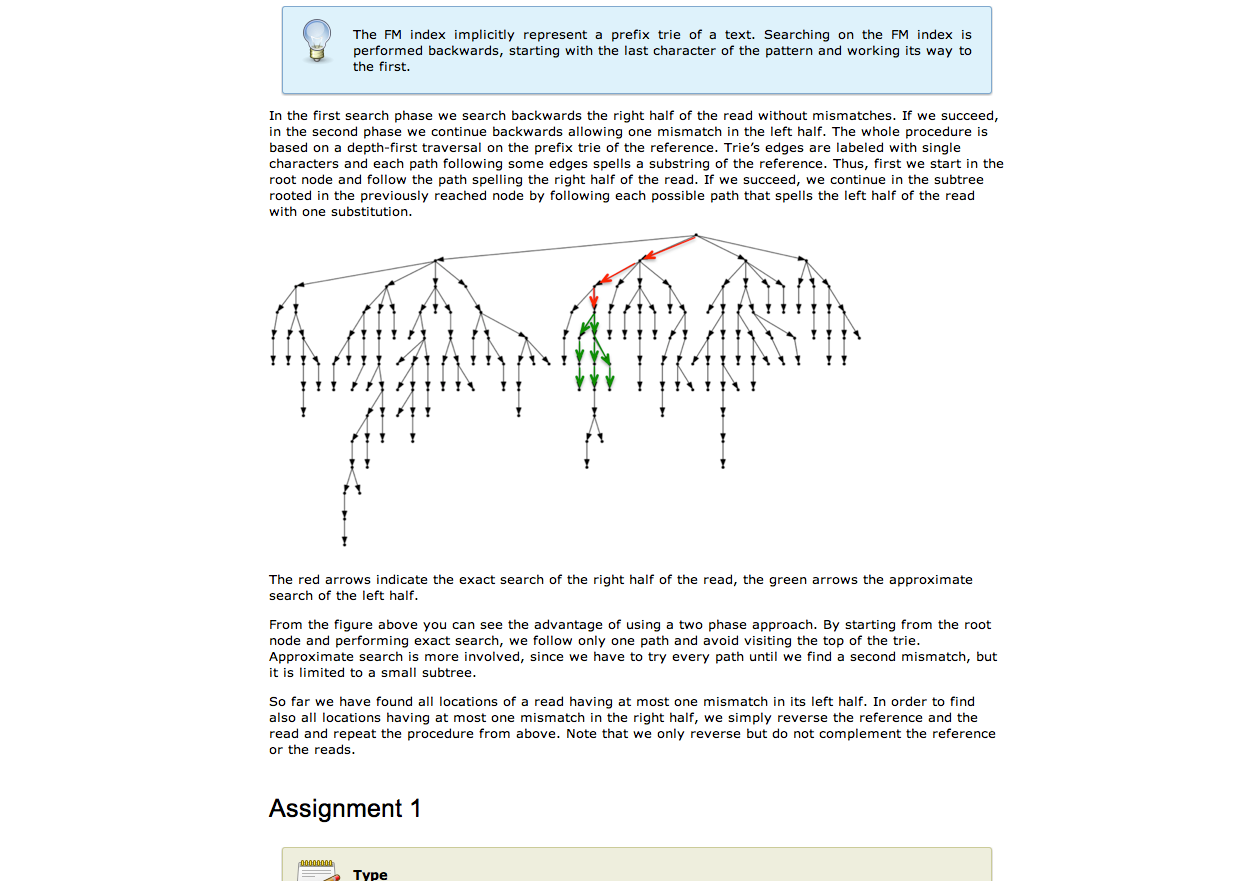 The FM index implicitly represent a prefix trie of a text. Searching on the FM index is
performed backwards, starting with the last character of the pattern and working its way to
the first.
In the first search phase we search backwards the right half of the read without mismatches. If we succeed,
in the second phase we continue backwards allowing one mismatch in the left half. The whole procedure is
based on a depth-first traversal on the prefix trie of the reference. Trie’s edges are labeled with single
characters and each path following some edges spells a substring of the reference. Thus, first we start in the
root node and follow the path spelling the right half of the read. If we succeed, we continue in the subtree
rooted in the previously reached node by following each possible path that spells the left half of the read
with one substitution.
The red arrows indicate the exact search of the right half of the read, the green arrows the approximate
search of the left half.
From the figure above you can see the advantage of using a two phase approach. By starting from the root
node and performing exact search, we follow only one path and avoid visiting the top of the trie.
Approximate search is more involved, since we have to try every path until we find a second mismatch, but
it is limited to a small subtree.
So far we have found all locations of a read having at most one mismatch in its left half. In order to find
also all locations having at most one mismatch in the right half, we simply reverse the reference and the
read and repeat the procedure from above. Note that we only reverse but do not complement the reference
or the reads.
Assignment 1
Type